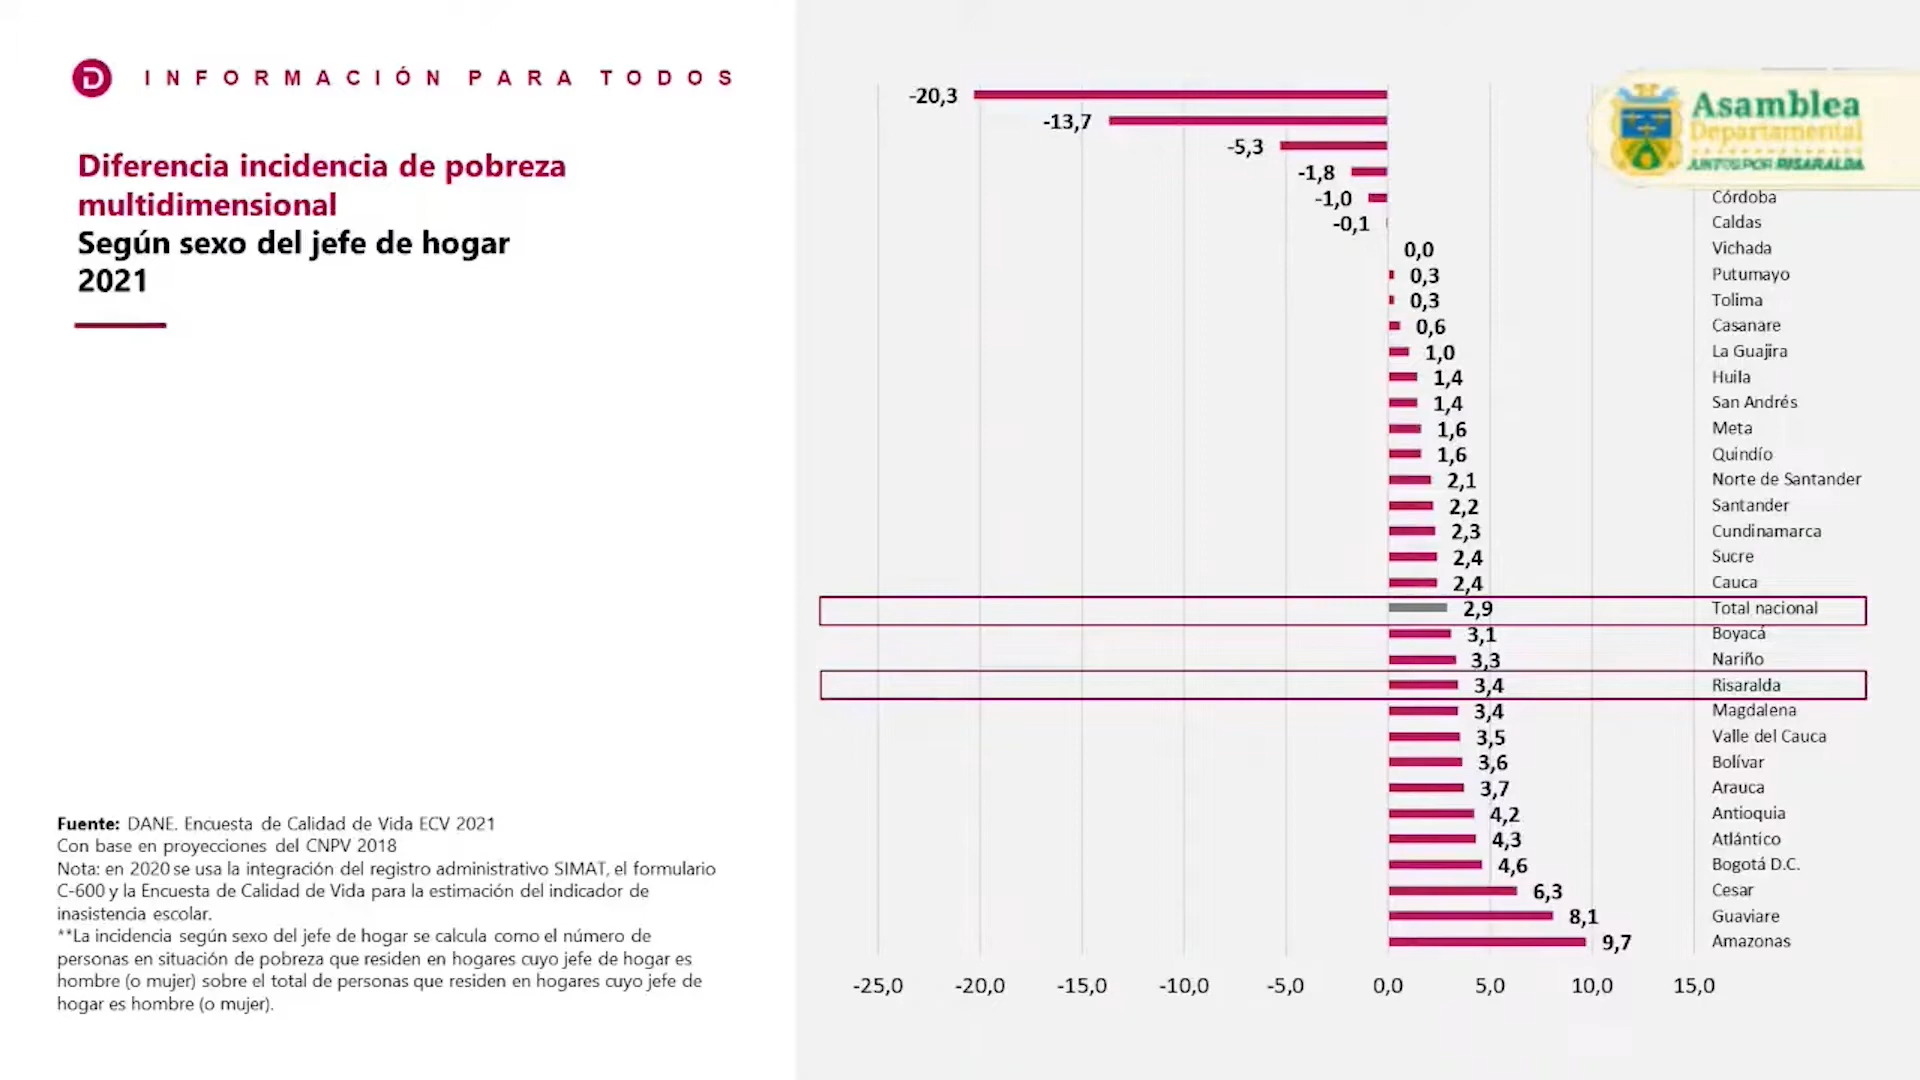 INFORMACIÓN PARA TODOS
Diferencia incidencia de pobreza
multidimensional
Según sexo del jefe de hogar
2021
Fuente: DANE. Encuesta de Calidad de Vida ECV 2021
Con base en proyecciones del CNPV 2018
Nota: en 2020 se usa la integración del registro administrativo SIMAT, el formulario
C-600 y la Encuesta de Calidad de Vida para la estimación del indicador de
inasistencia escolar.
**La incidencia según sexo del jefe de hogar se calcula como el número de
personas en situación de pobreza que residen en hogares cuyo jefe de hogar es
hombre (o mujer) sobre el total de personas que residen en hogares cuyo jefe de
hogar es hombre (o mujer).
Asamblea
Departamental
JUNTOS POR RISARALDA
-20,3
-13,7
-5,3
-1,8
-1,0 Córdoba
-0,1 Caldas
0,0 Vichada
0,3 Putumayo
0,3 Tolima
0,6 Casanare
1,0 La Guajira
1,4 Huila
1,4 San Andrés
1,6 Meta
1,6 Quindío
2,1 Norte de Santander
2,2 Santander
2,3 Cundinamarca
2,4 Sucre
2,4 Cauca
2,9 Total nacional
3,1 Boyacá
3,3 Nariño
3,4 Risaralda
3,4 Magdalena
3,5 Valle del Cauca
3,6 Bolívar
3,7 Arauca
4,2 Antioquia
4,3 Atlántico
4,6 Bogotá D.C.
6,3 Cesar
8,1 Guaviare
9,7 Amazonas
-25,0 -20,0 -15,0 -10,0 -5,0 0,0 5,0 10,0 15,0